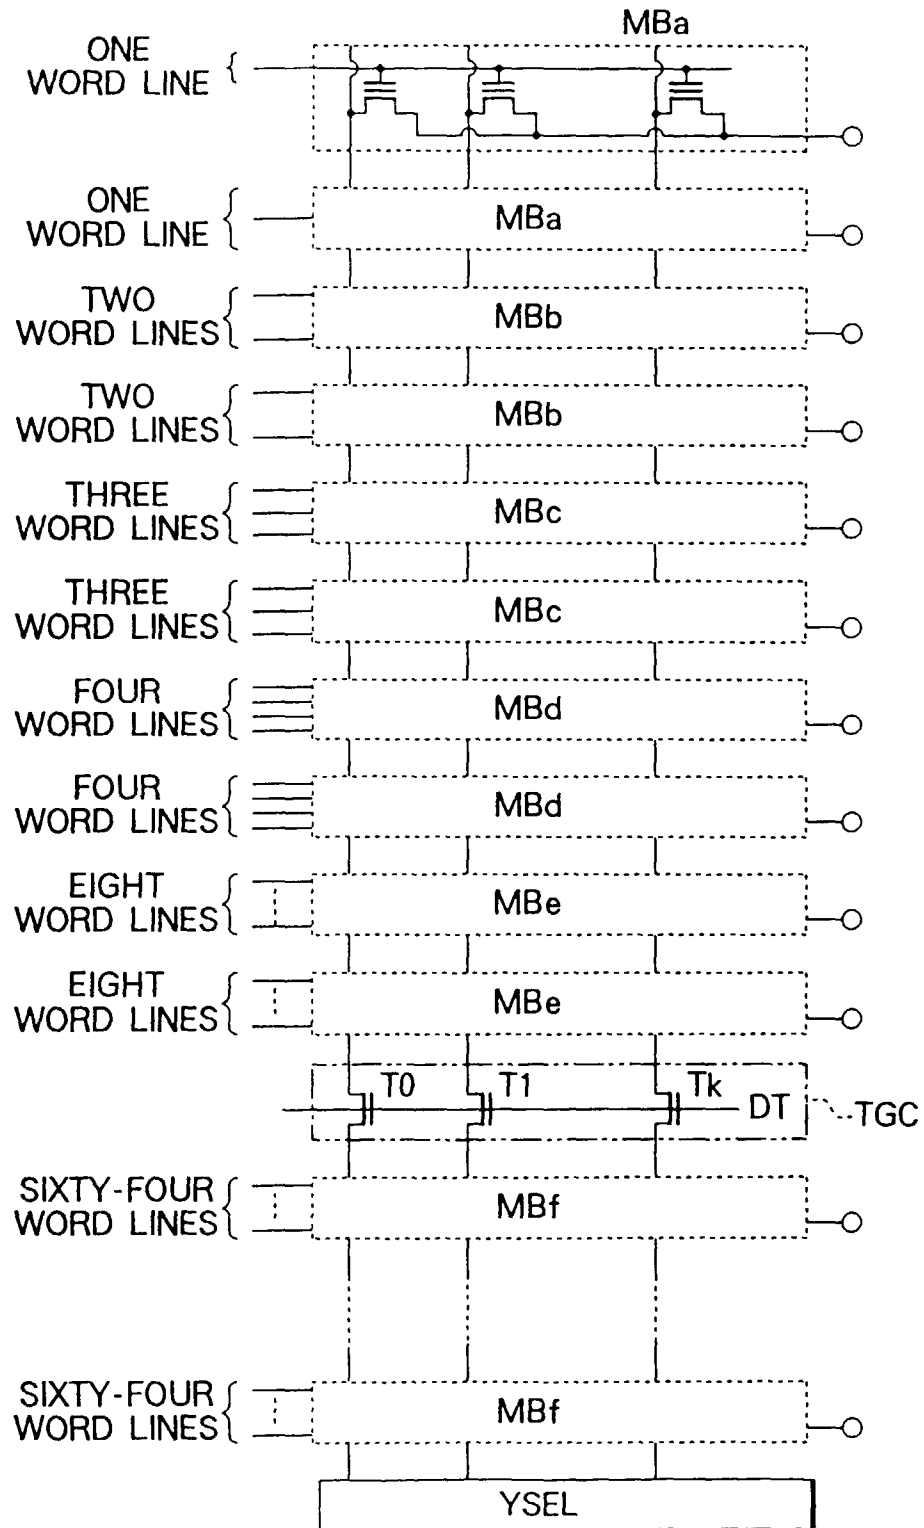 MBa
ONE
WORD LINE
ONE
WORD LINE
MBa
TWO
WORD LINES
MBb
TWO
WORD LINES
MBb
THREE
WORD LINES
MBc
THREE
WORD LINES
MBc
FOUR
WORD LINES
MBd
FOUR
WORD LINES
MBd
EIGHT
WORD LINES
MBe
EIGHT
WORD LINES
MBe
T0 T1 Tk
DT
TGC
SIXTY-FOUR
WORD LINES
MBf
SIXTY-FOUR
WORD LINES
MBf
YSEL